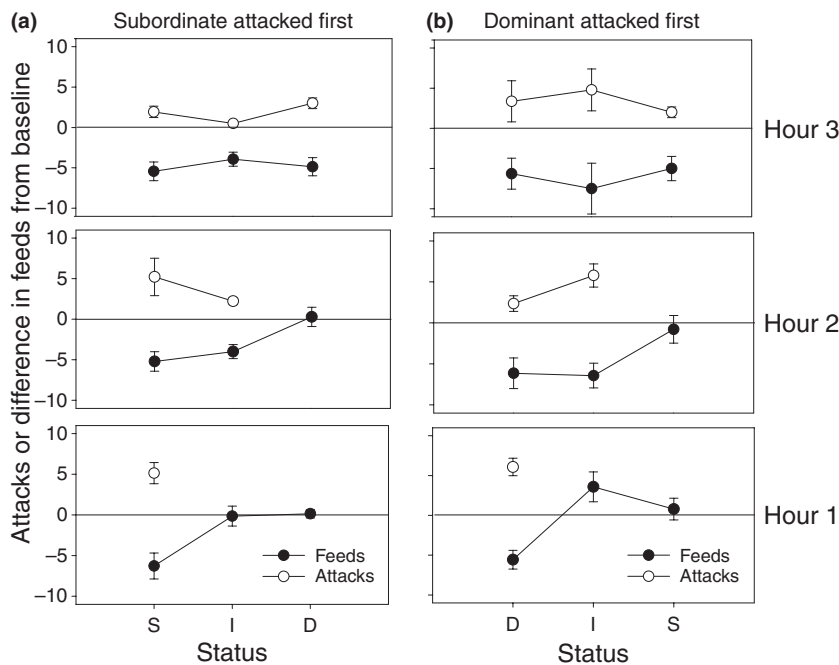 (a) Subordinate attacked first
(b) Dominant attacked first
Attacks or difference in feeds from baseline
10
5
0
−5
−10
Hour 3
10
5
0
−5
−10
Hour 2
10
5
0
−5
−10
Hour 1
Feeds
Attacks
Feeds
Attacks
S I D
D I S
Status
Status